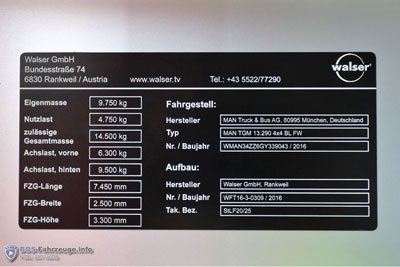 Walser GmbH
Bundesstraße 74
6830 Rankweil / Austria www.walser.tv Tel.: +43 5522/77290
walser
Eigenmasse 9.750 kg
Nutzlast 4.750 kg
zulässige Gesamtmasse 14.500 kg
Achslast, vorne 6.300 kg
Achslast, hinten 9.500 kg
FZG-Länge 7.450 mm
FZG-Breite 2.500 mm
FZG-Höhe 3.300 mm
Fahrgestell:
Hersteller MAN Truck & Bus AG, 80995 München, Deutschland
Typ MAN TGM 13.290 4x4 BL FW
Nr. / Baujahr WMAN34ZZ6GY339043 / 2016
Aufbau:
Hersteller Walser GmbH, Rankweil
Nr. / Baujahr WFT16-3-0309 / 2016
Tak. Bez. StLF20/25
BOS-Fahrzeuge.info